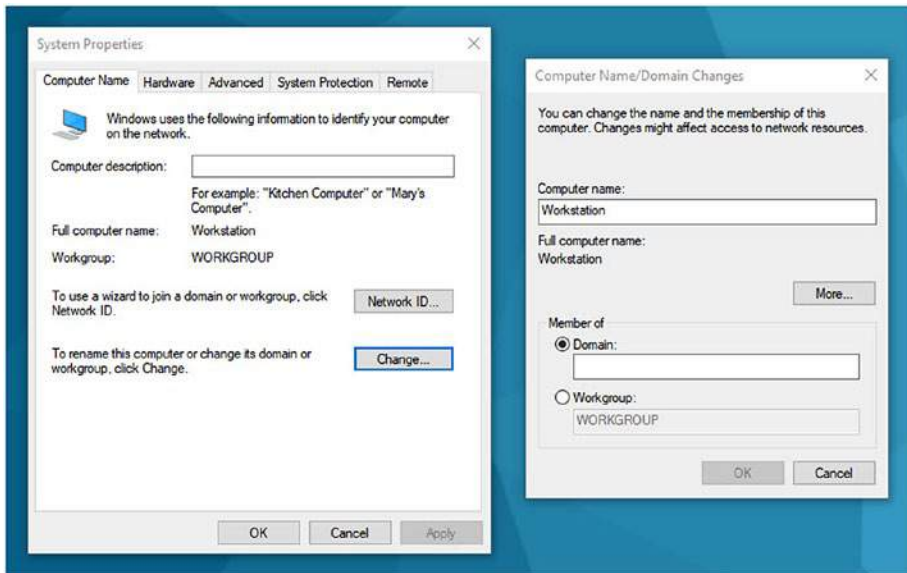 System Properties
Computer Name Hardware Advanced System Protection Remote
Windows uses the following information to identify your computer
on the network.
Computer description:
For example: "Kitchen Computer" or "Mary's
Computer".
Full computer name: Workstation
Workgroup: WORKGROUP
To use a wizard to join a domain or workgroup, click
Network ID.
Network ID...
To rename this computer or change its domain or
workgroup, click Change.
Change...
OK Cancel Apply
Computer Name/Domain Changes
You can change the name and the membership of this
computer. Changes might affect access to network resources.
Computer name:
Workstation
Full computer name:
Workstation
More...
Member of
Domain:
Workgroup:
WORKGROUP
OK Cancel